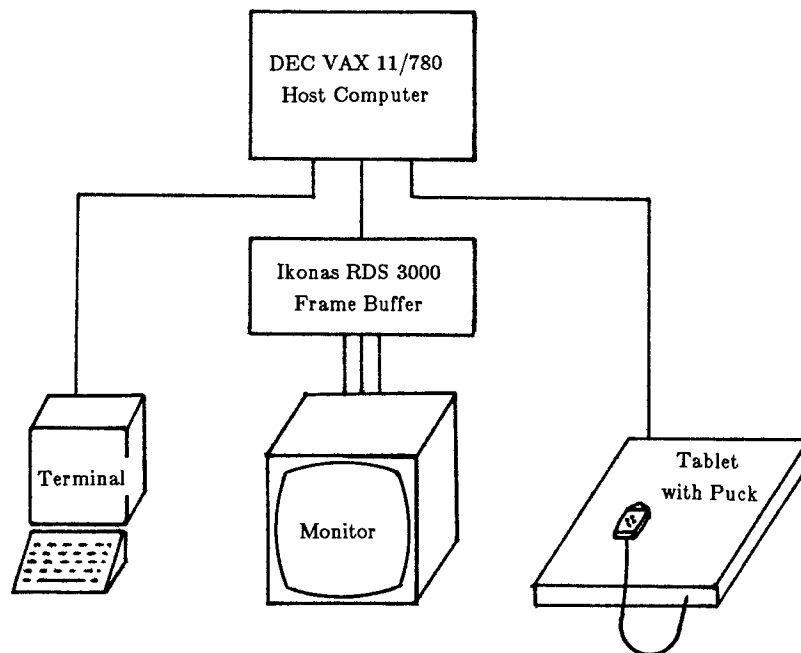 DEC VAX 11/780
Host Computer
Ikonas RDS 3000
Frame Buffer
Terminal
Monitor
Tablet
with Puck